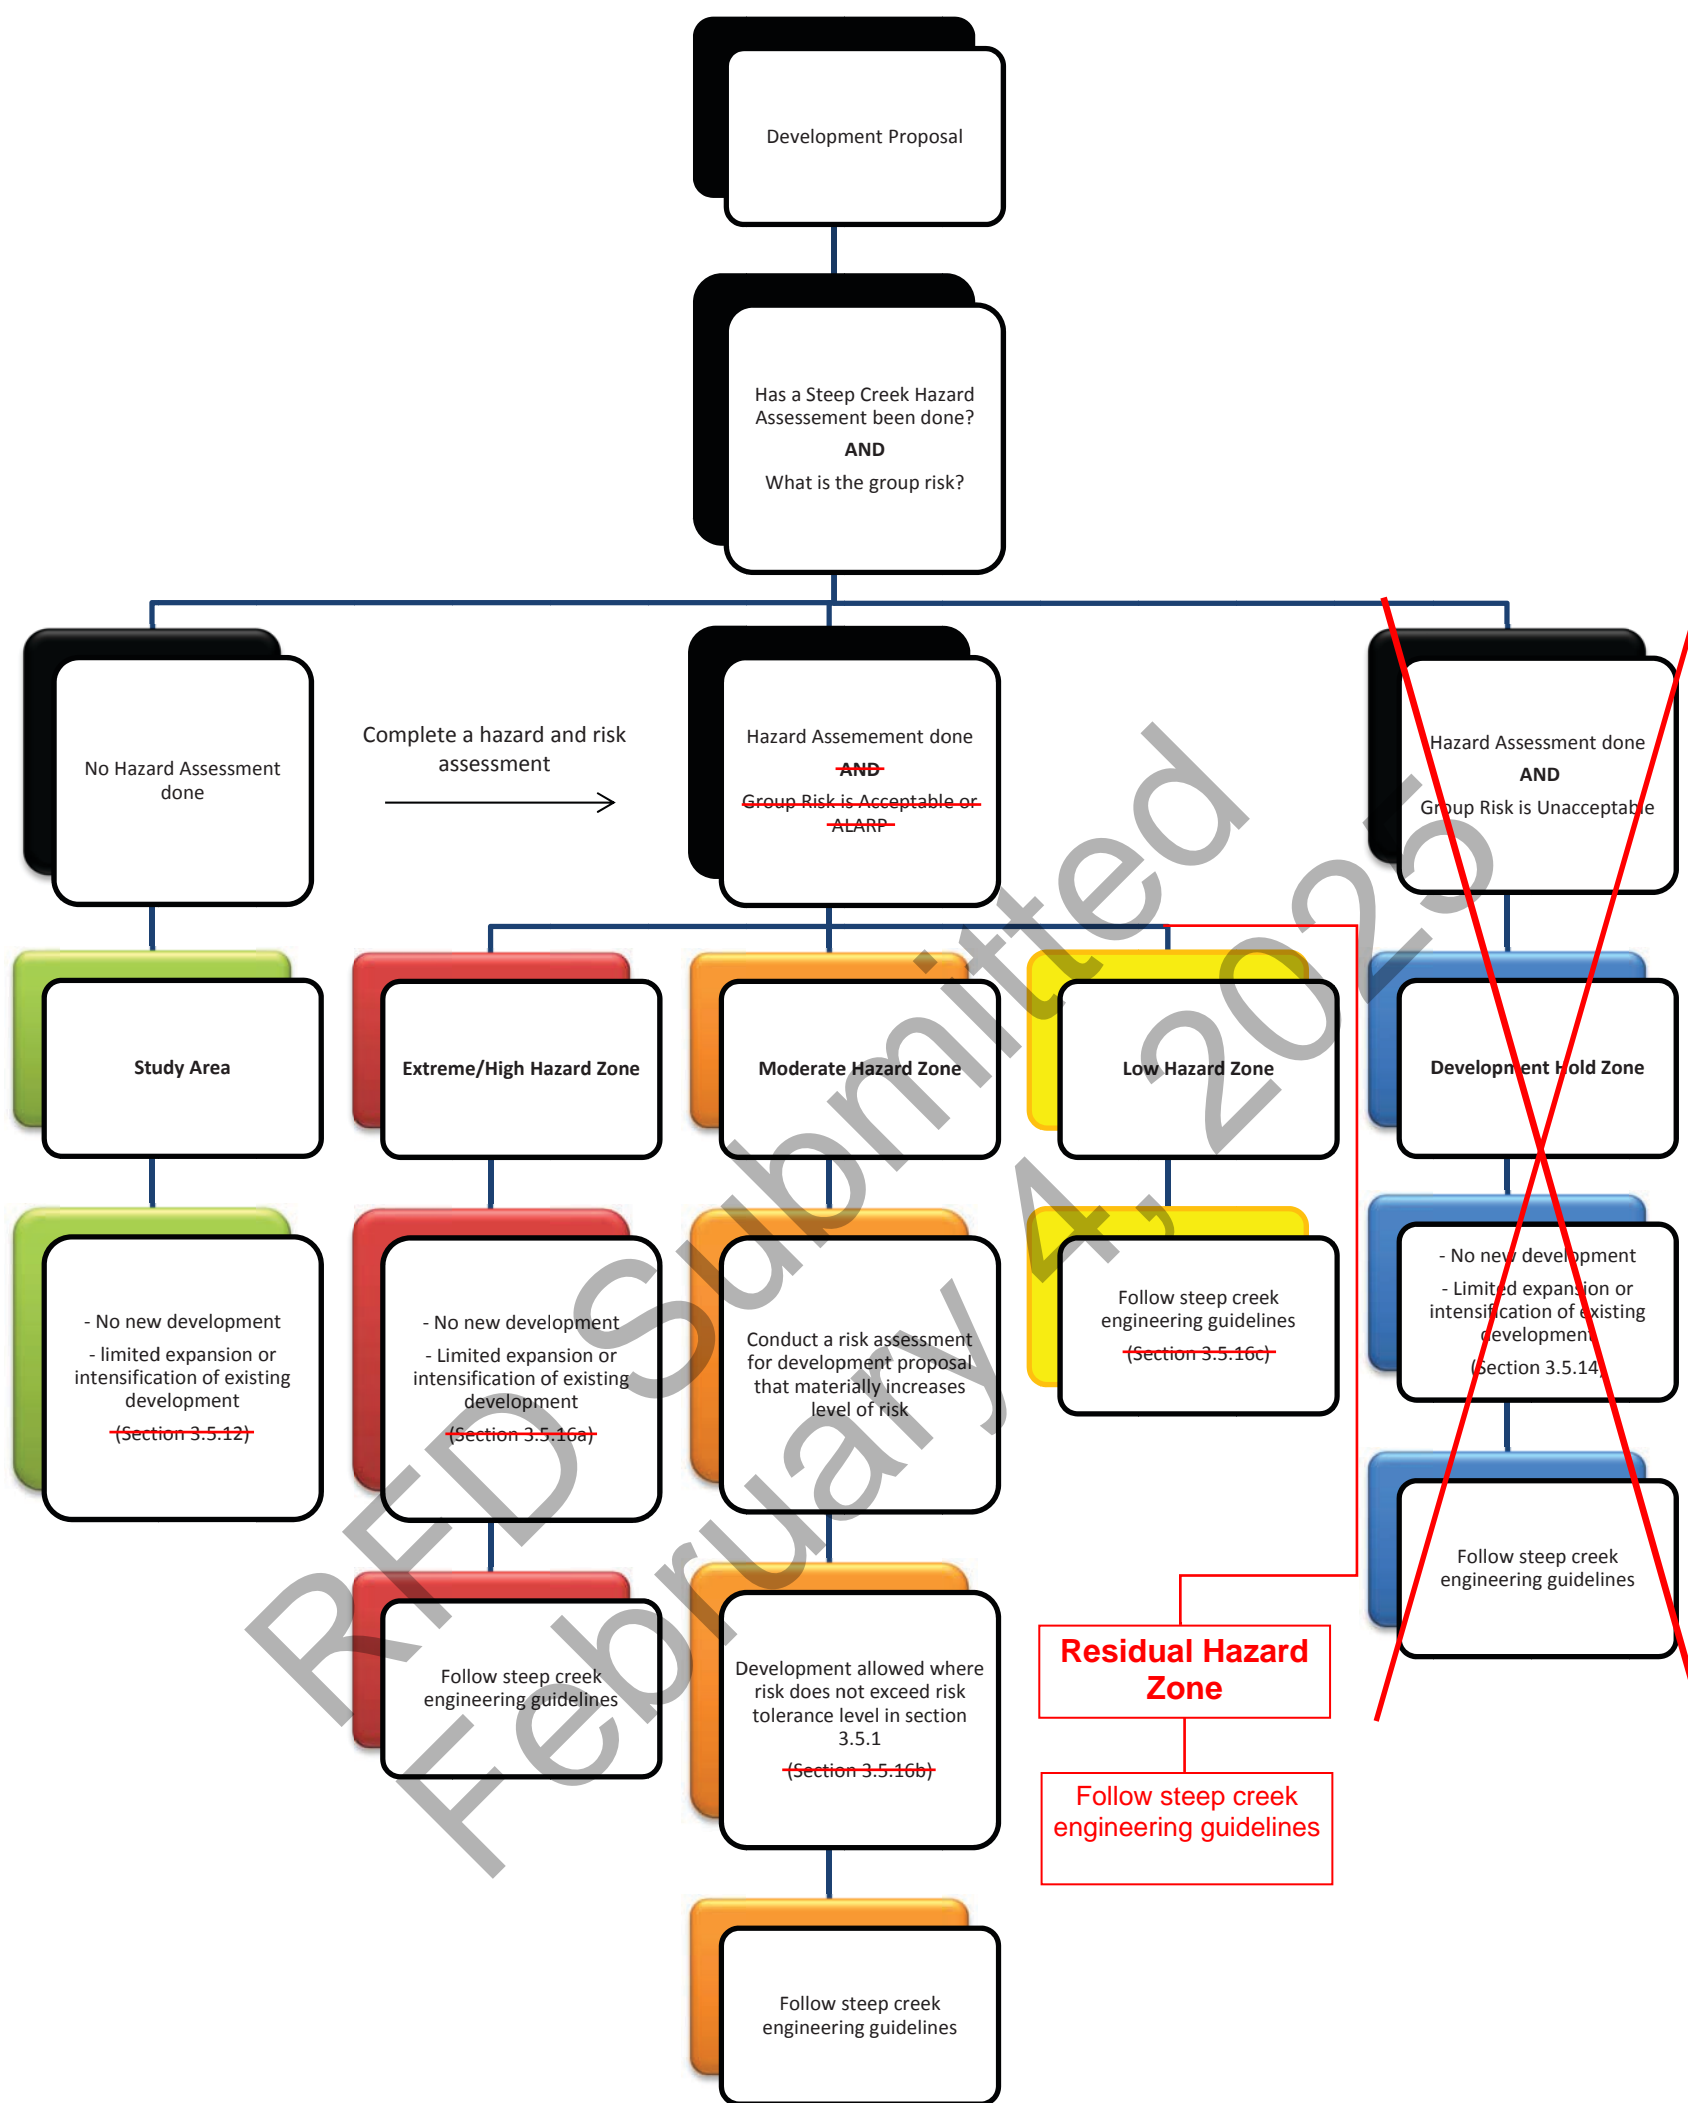 Development Proposal
Has a Steep Creek Hazard
Assessement been done?
AND
What is the group risk?
No Hazard Assessment
done
Complete a hazard and risk
assessment
Hazard Assemement done
AND
Group Risk is Acceptable or
ALARP
Hazard Assessment done
AND
Group Risk is Unacceptable
Study Area
Extreme/High Hazard Zone
Moderate Hazard Zone
Low Hazard Zone
Development Hold Zone
- No new development
- limited expansion or
intensification of existing
development
(Section 3.5.12)
- No new development
- Limited expansion or
intensification of existing
development
(Section 3.5.16a)
Conduct a risk assessment
for development proposal
that materially increases
level of risk
Follow steep creek
engineering guidelines
(Section 3.5.16c)
- No new development
- Limited expansion or
intensification of existing
development
(Section 3.5.14)
Follow steep creek
engineering guidelines
Development allowed where
risk does not exceed risk
tolerance level in section
3.5.1
(Section 3.5.16b)
Residual Hazard
Zone
Follow steep creek
engineering guidelines
Follow steep creek
engineering guidelines
Follow steep creek
engineering guidelines
RFD Submitted
February 4, 2025